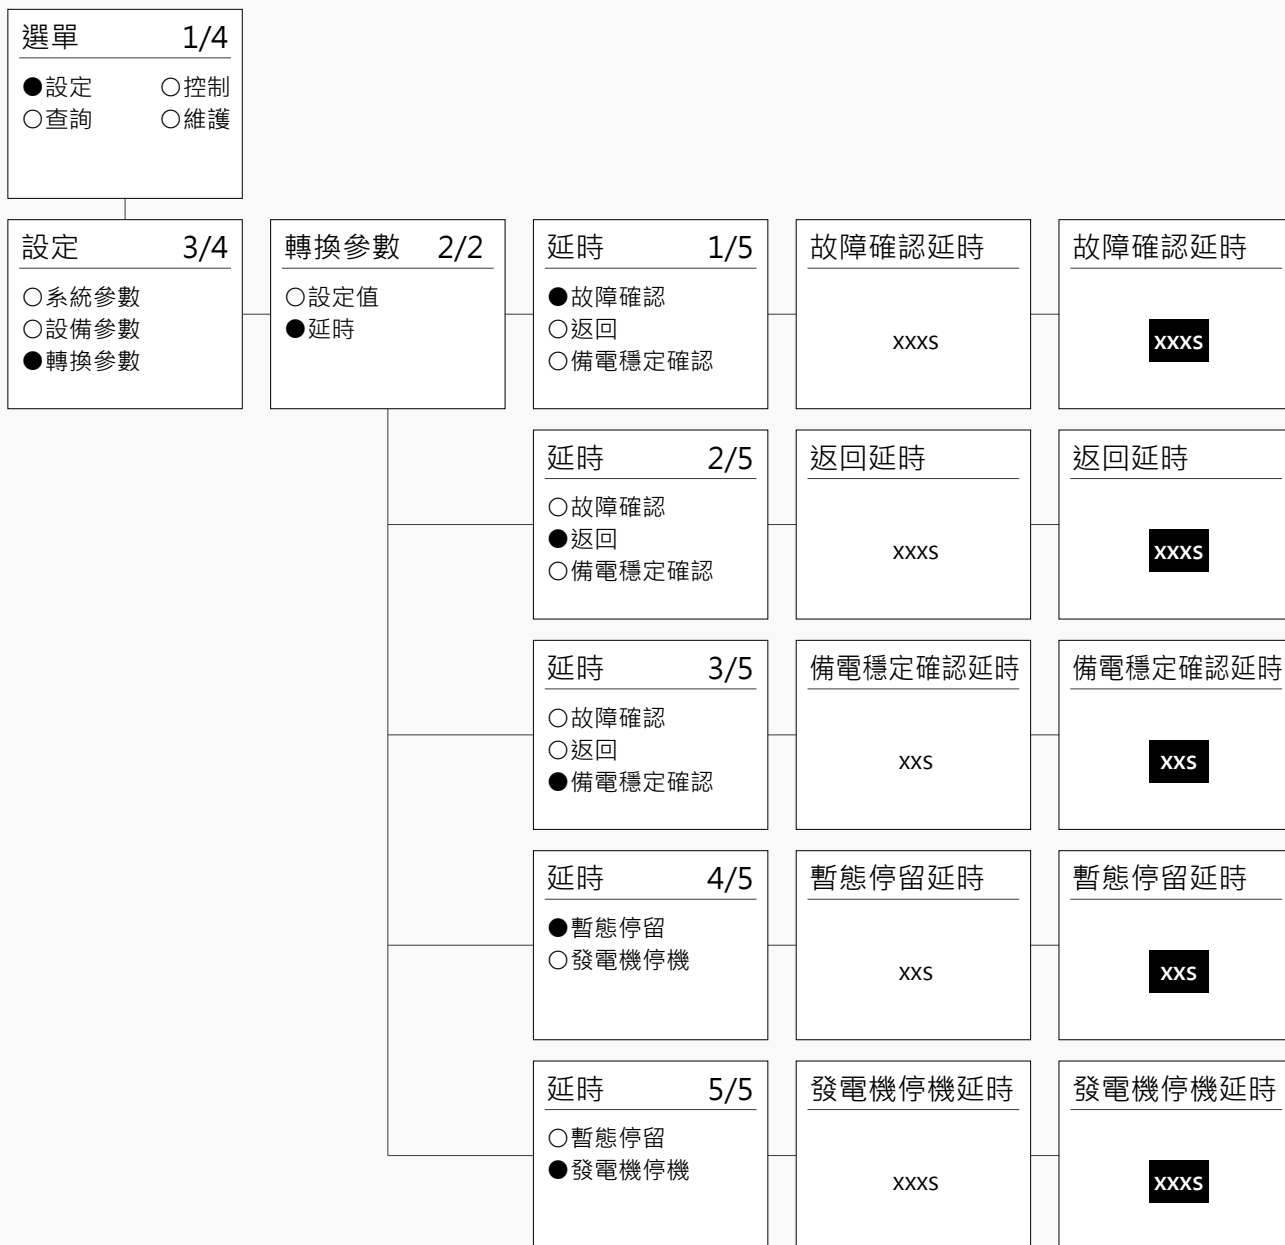 選單 1/4
●設定 ○控制
○查詢 ○維護
設定 3/4
○系統參數
○設備參數
●轉換參數
轉換參數 2/2
○設定值
●延時
延時 1/5
●故障確認
○返回
○備電穩定確認
故障確認延時
xxxS
故障確認延時
xxxS
延時 2/5
○故障確認
●返回
○備電穩定確認
返回延時
xxxS
返回延時
xxxS
延時 3/5
○故障確認
○返回
●備電穩定確認
備電穩定確認延時
xxS
備電穩定確認延時
xxS
延時 4/5
●暫態停留
○發電機停機
暫態停留延時
xxS
暫態停留延時
xxS
延時 5/5
○暫態停留
●發電機停機
發電機停機延時
xxxS
發電機停機延時
xxxS